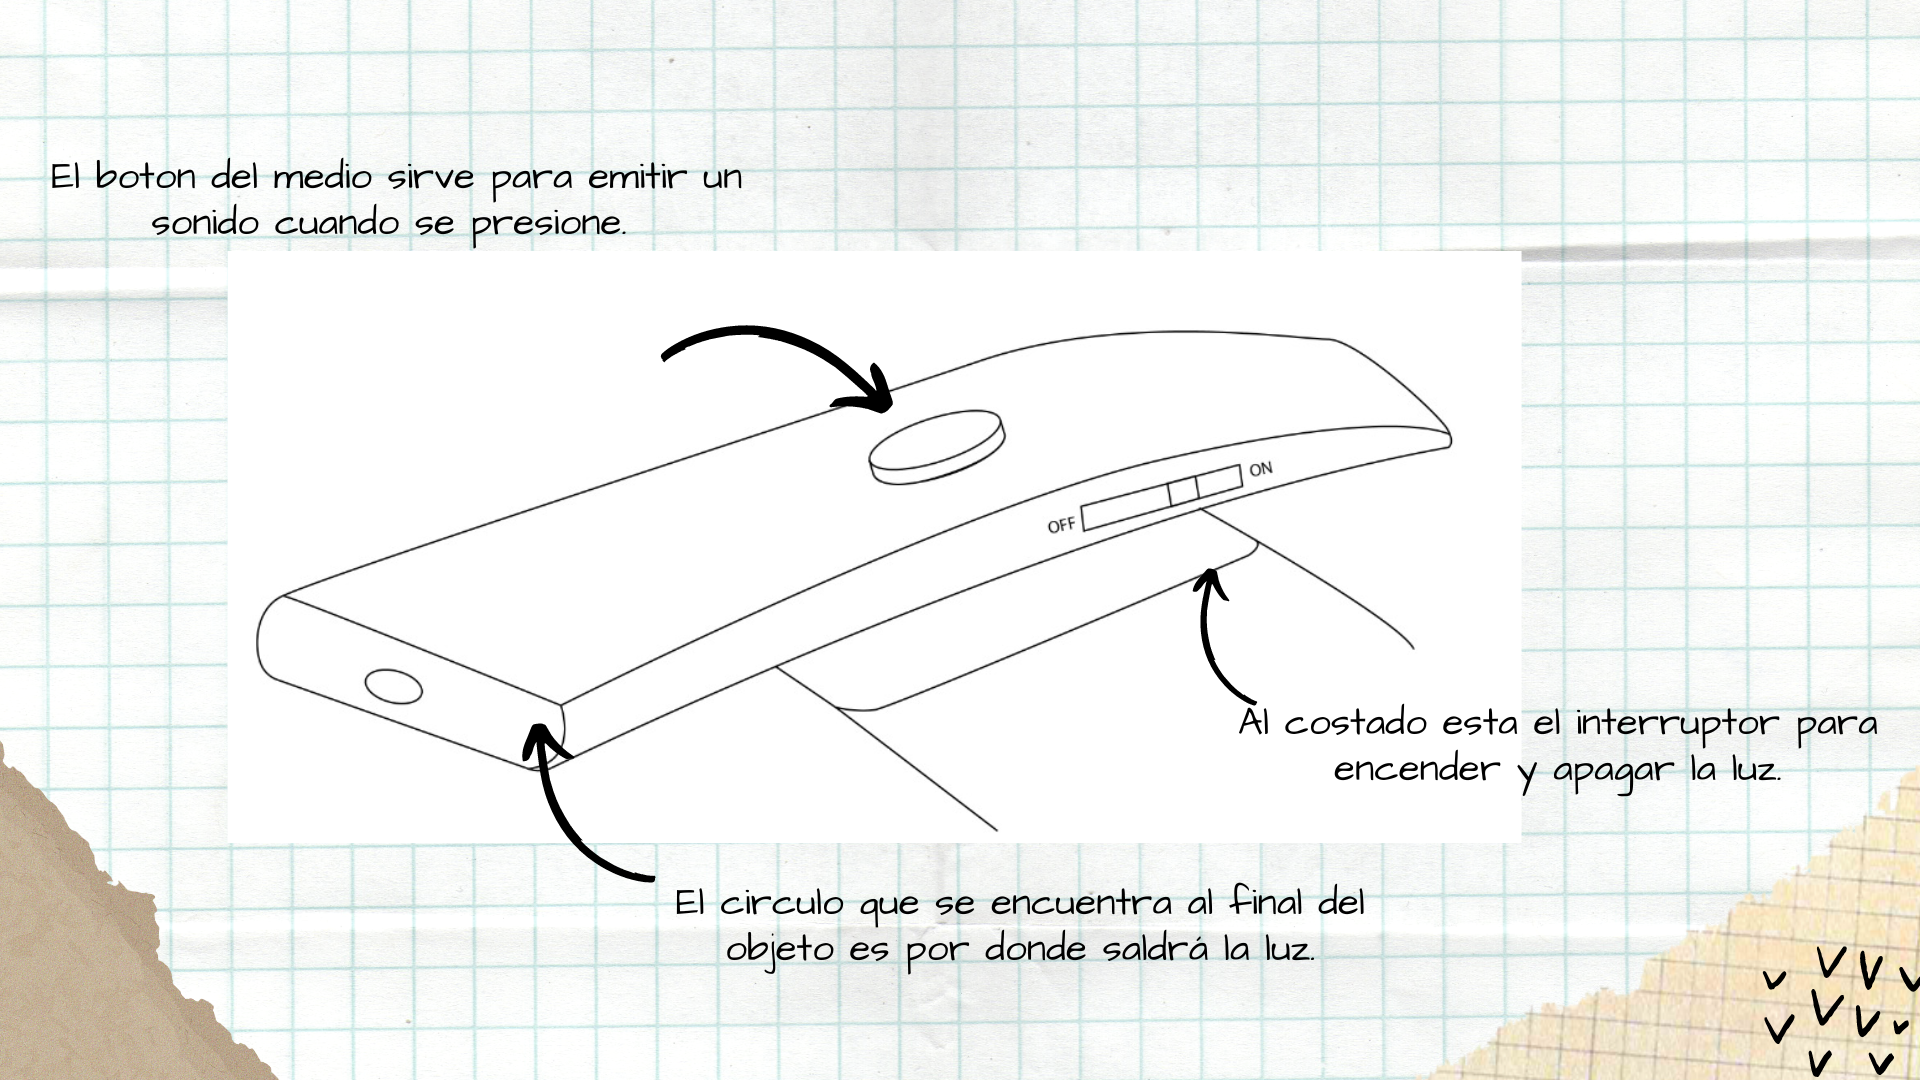 El boton del medio sirve para emitir un
sonido cuando se presione.
ON
OFF
Al costado esta el interruptor para
encender y apagar la luz.
El circulo que se encuentra al final del
objeto es por donde saldrá la luz.